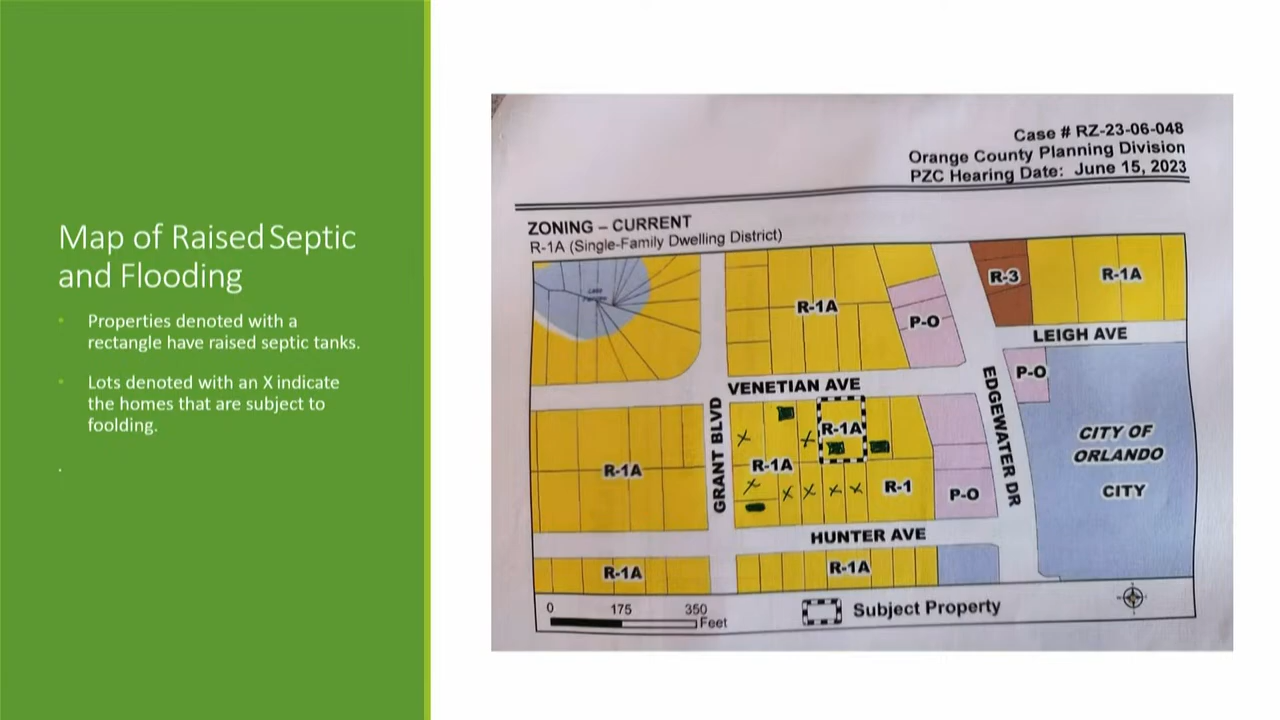 Map of Raised Septic
and Flooding
• Properties denoted with a
rectangle have raised septic tanks.
• Lots denoted with an X indicate
the homes that are subject to
foolding.
.
Case # RZ-23-06-048
Orange County Planning Division
PZC Hearing Date: June 15, 2023
ZONING – CURRENT
R-1A (Single-Family Dwelling District)
R-3
R-1A
R-1A
P-O
LEIGH AVE
Lake
P-O
VENETIAN AVE
EDGEWATER DR
GRANT BLVD
R-1A
CITY OF
ORLANDO
R-1A
R-1A
R-1
P-O
CITY
HUNTER AVE
R-1A
R-1A
0 175 350
Feet
Subject Property